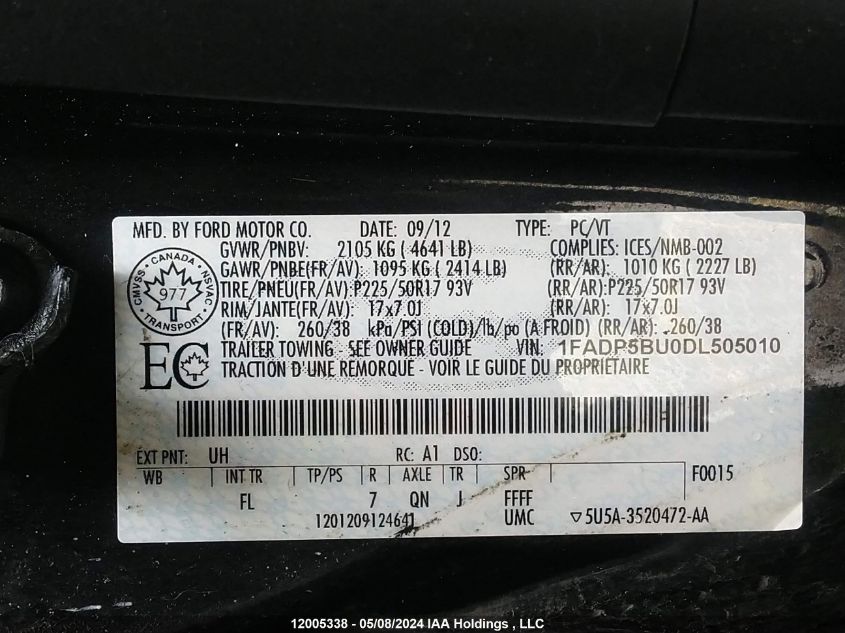 MFD. BY FORD MOTOR CO. DATE: 09/12 TYPE: PC/VT
GVWR/PNBV: 2105 KG ( 4641 LB) COMPLIES: ICES/NMB-002
GAWR/PNBE(FR/AV): 1095 KG ( 2414 LB) (RR/AR): 1010 KG ( 2227 LB)
TIRE/PNEU(FR/AV): P225/50R17 93V (RR/AR): P225/50R17 93V
RIM/JANTE(FR/AV): 17x7.0J (RR/AR): 17x7.0J
(FR/AV): 260/38 kPa/PSI (COLD)/lb/po (A FROID) (RR/AR): 260/38
TRAILER TOWING - SEE OWNER GUIDE VIN: 1FADP5BU0DL505010
TRACTION D'UNE REMORQUE - VOIR LE GUIDE DU PROPRIÉTAIRE
CMVSS • CANADA • NSVAC • TRANSPORT •
977
EC
EXT PNT: UH RC: A1 DSO:
WB INT TR TP/PS R AXLE TR SPR F0015
FL 7 QN J FFFF
1201209124641 UMC ▽5U5A-3520472-AA
12005338 - 05/08/2024 IAA Holdings , LLC